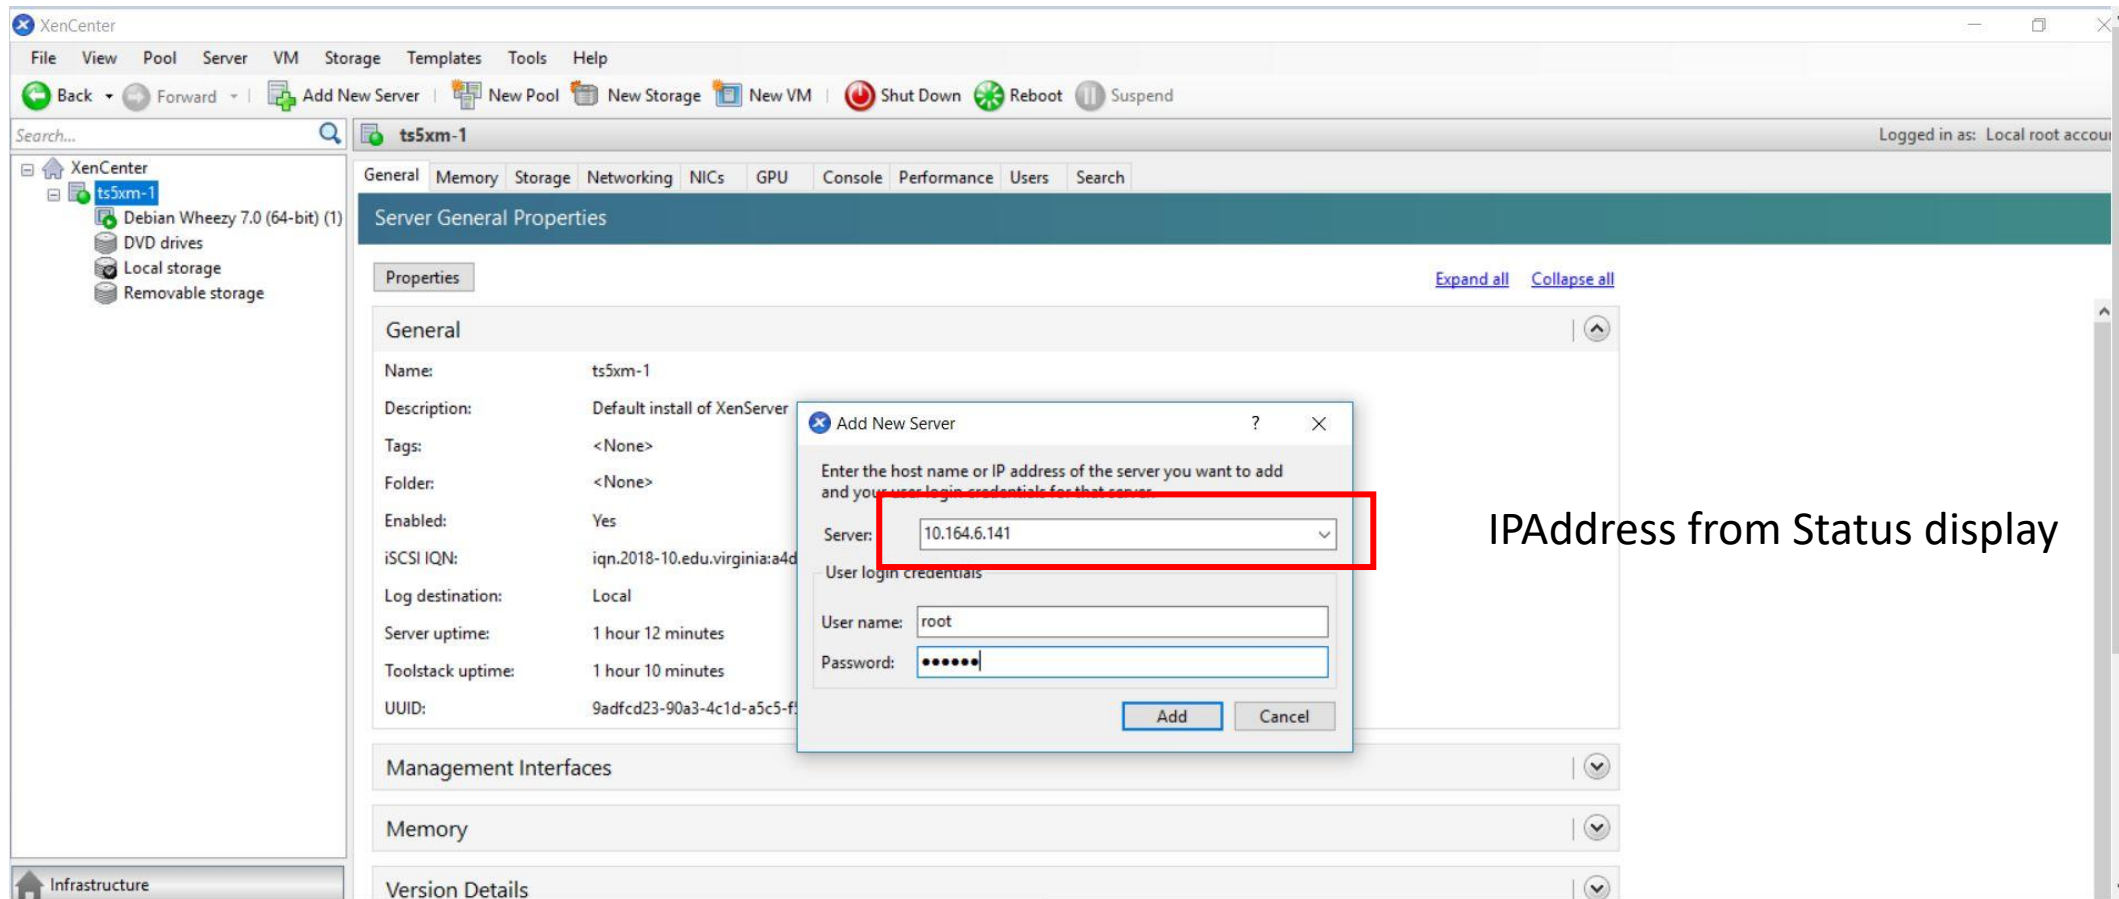 XenCenter
File View Pool Server VM Storage Templates Tools Help
Back Forward Add New Server New Pool New Storage New VM Shut Down Reboot Suspend
Search...
ts5xm-1
Logged in as: Local root accou
XenCenter
ts5xm-1
Debian Wheezy 7.0 (64-bit) (1)
DVD drives
Local storage
Removable storage
Infrastructure
General Memory Storage Networking NICs GPU Console Performance Users Search
Server General Properties
Properties
Expand all Collapse all
General
Name: ts5xm-1
Description: Default install of XenServer
Tags: <None>
Folder: <None>
Enabled: Yes
iSCSI IQN: iqn.2018-10.edu.virginia:a4d
Log destination: Local
Server uptime: 1 hour 12 minutes
Toolstack uptime: 1 hour 10 minutes
UUID: 9adfcd23-90a3-4c1d-a5c5-f
Management Interfaces
Memory
Version Details
Add New Server ?
Enter the host name or IP address of the server you want to add
and your user login credentials for that server.
Server: 10.164.6.141
User login credentials
User name: root
Password: ••••••
Add Cancel
IPAddress from Status display